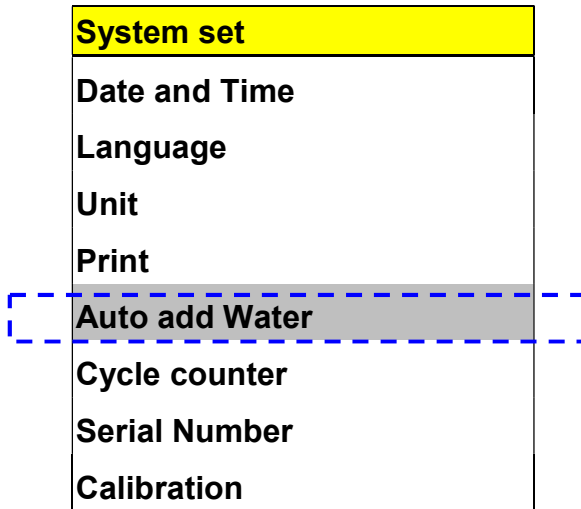 System set
Date and Time
Language
Unit
Print
Auto add Water
Cycle counter
Serial Number
Calibration